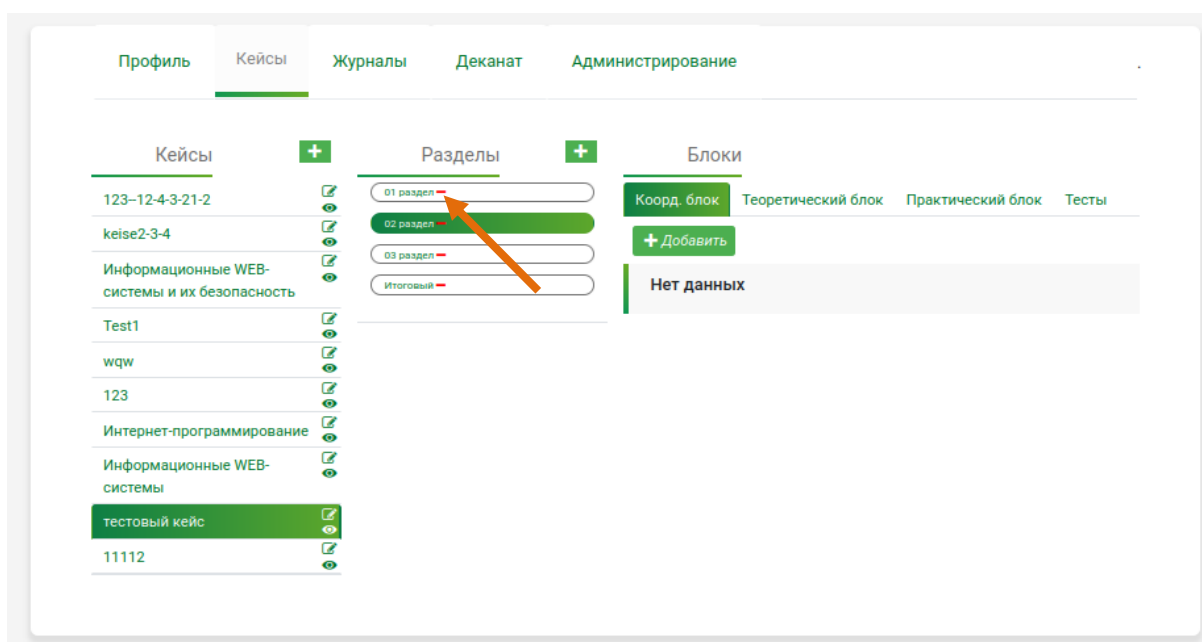 Профиль Кейсы Журналы Деканат Администрирование
Кейсы
123–12-4-3-21-2
keise2-3-4
Информационные WEB-
системы и их безопасность
Test1
wqw
123
Интернет-программирование
Информационные WEB-
системы
тестовый кейс
11112
Разделы
01 раздел
02 раздел
03 раздел
Итоговый
Блоки
Коорд. блок Теоретический блок Практический блок Тесты
Добавить
Нет данных